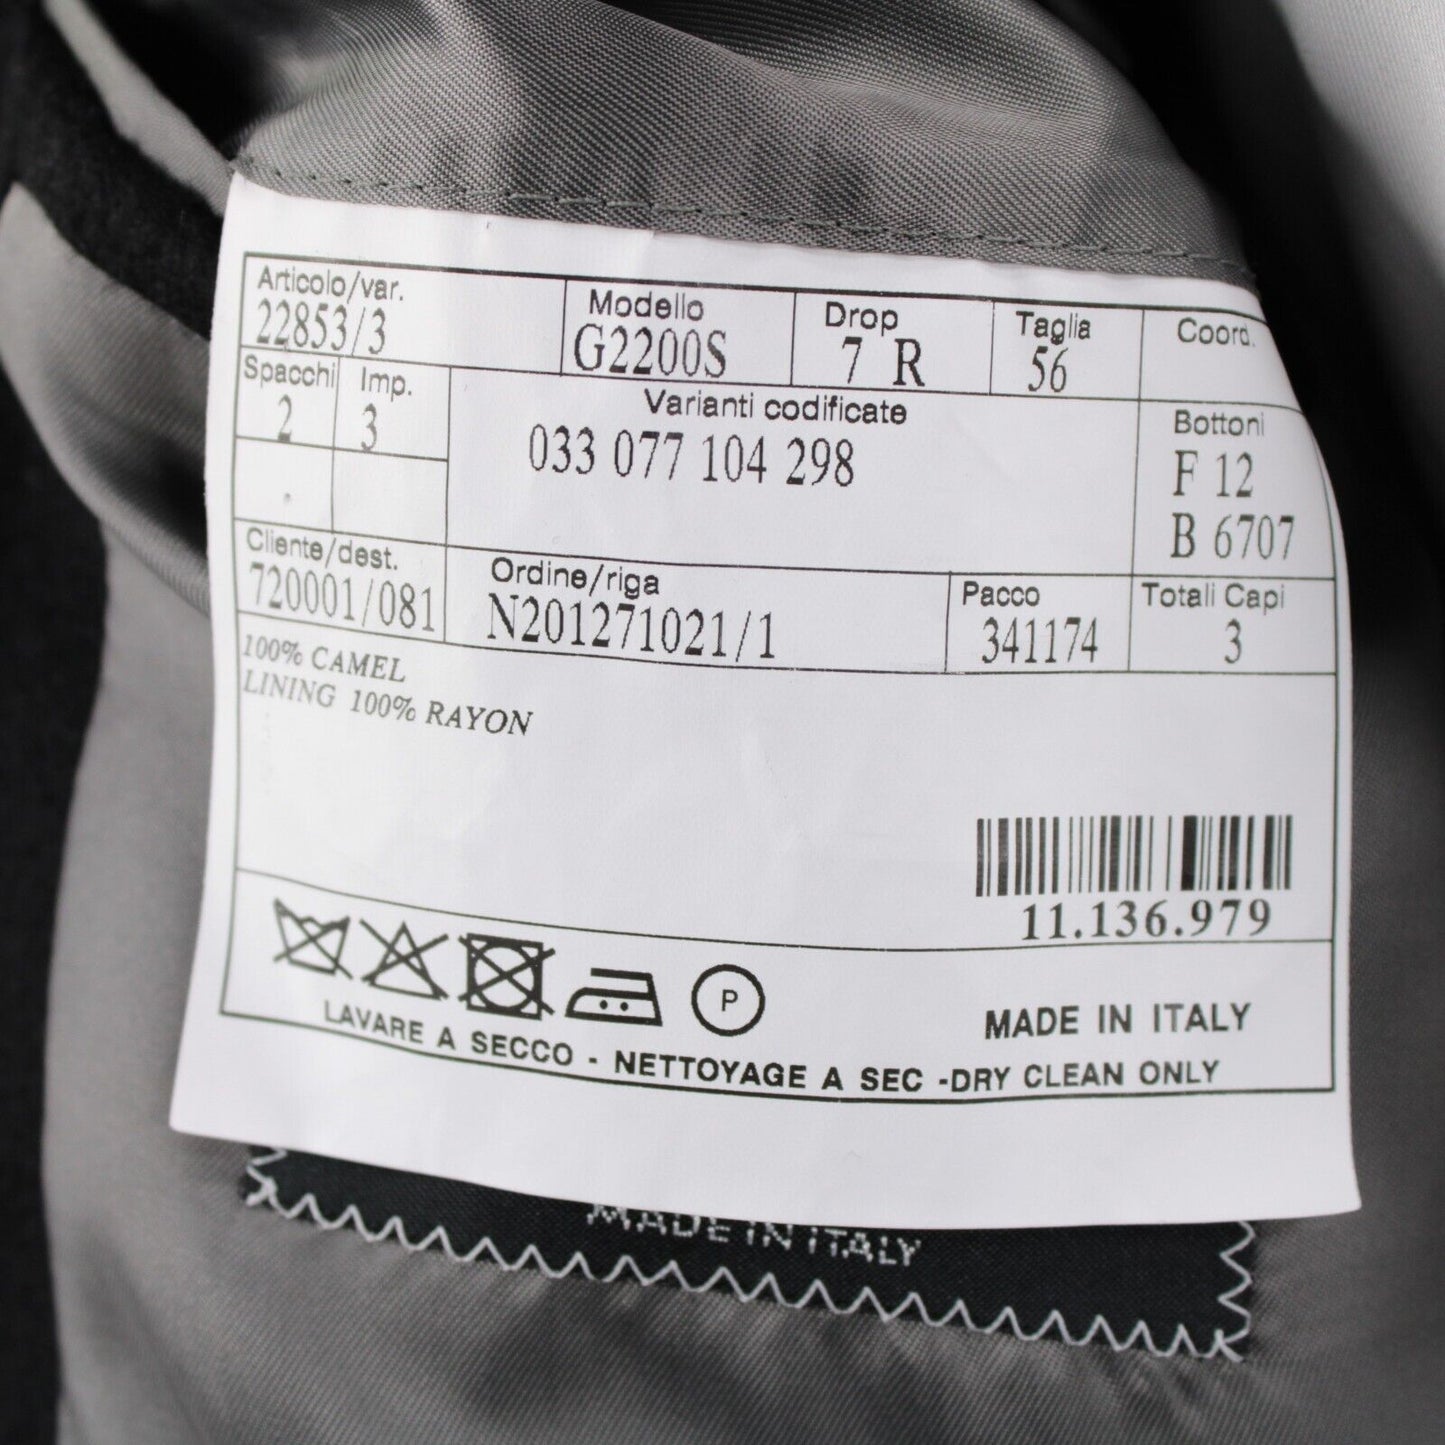 Articolo/var. Modello Drop Taglia Coord.
22853/3 G2200S 7 R 56
Spacchi Imp. Varianti codificate Bottoni
2 3 033 077 104 298 F 12
B 6707
Cliente/dest. Ordine/riga Pacco Totali Capi
720001/081 N201271021/1 341174 3
100% CAMEL
LINING 100% RAYON
11.136.979
P
MADE IN ITALY
LAVARE A SECCO - NETTOYAGE A SEC -DRY CLEAN ONLY
MADE IN ITALY